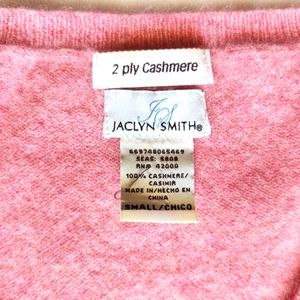 2 ply Cashmere
JS
JACLYN SMITH®
669748065469
SEAS: S808
RN# 42000
100% CASHMERE/
CASIMIR
MADE IN/HECHO EN
CHINA
SMALL/CHICO